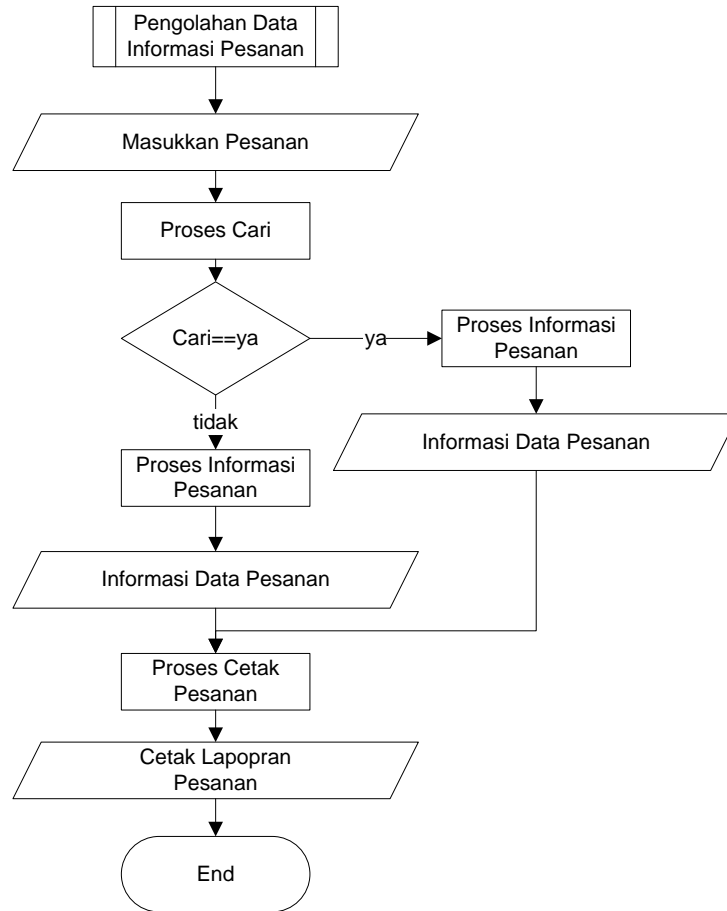 Pengolahan Data
Informasi Pesanan
Masukkan Pesanan
Proses Cari
Cari==ya
ya
Proses Informasi
Pesanan
Informasi Data Pesanan
tidak
Proses Informasi
Pesanan
Informasi Data Pesanan
Proses Cetak
Pesanan
Cetak Lapopran
Pesanan
End